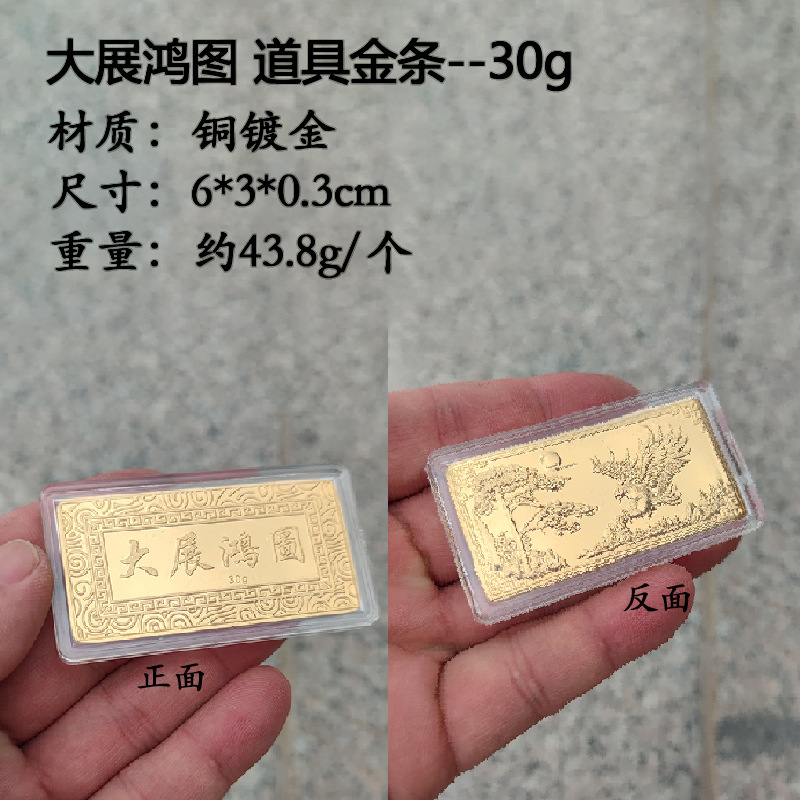 大展鸿图 道具金条--30g
材质：铜镀金
尺寸：6*3*0.3cm
重量：约43.8g/个
大展鴻圖
30g
正面
反面